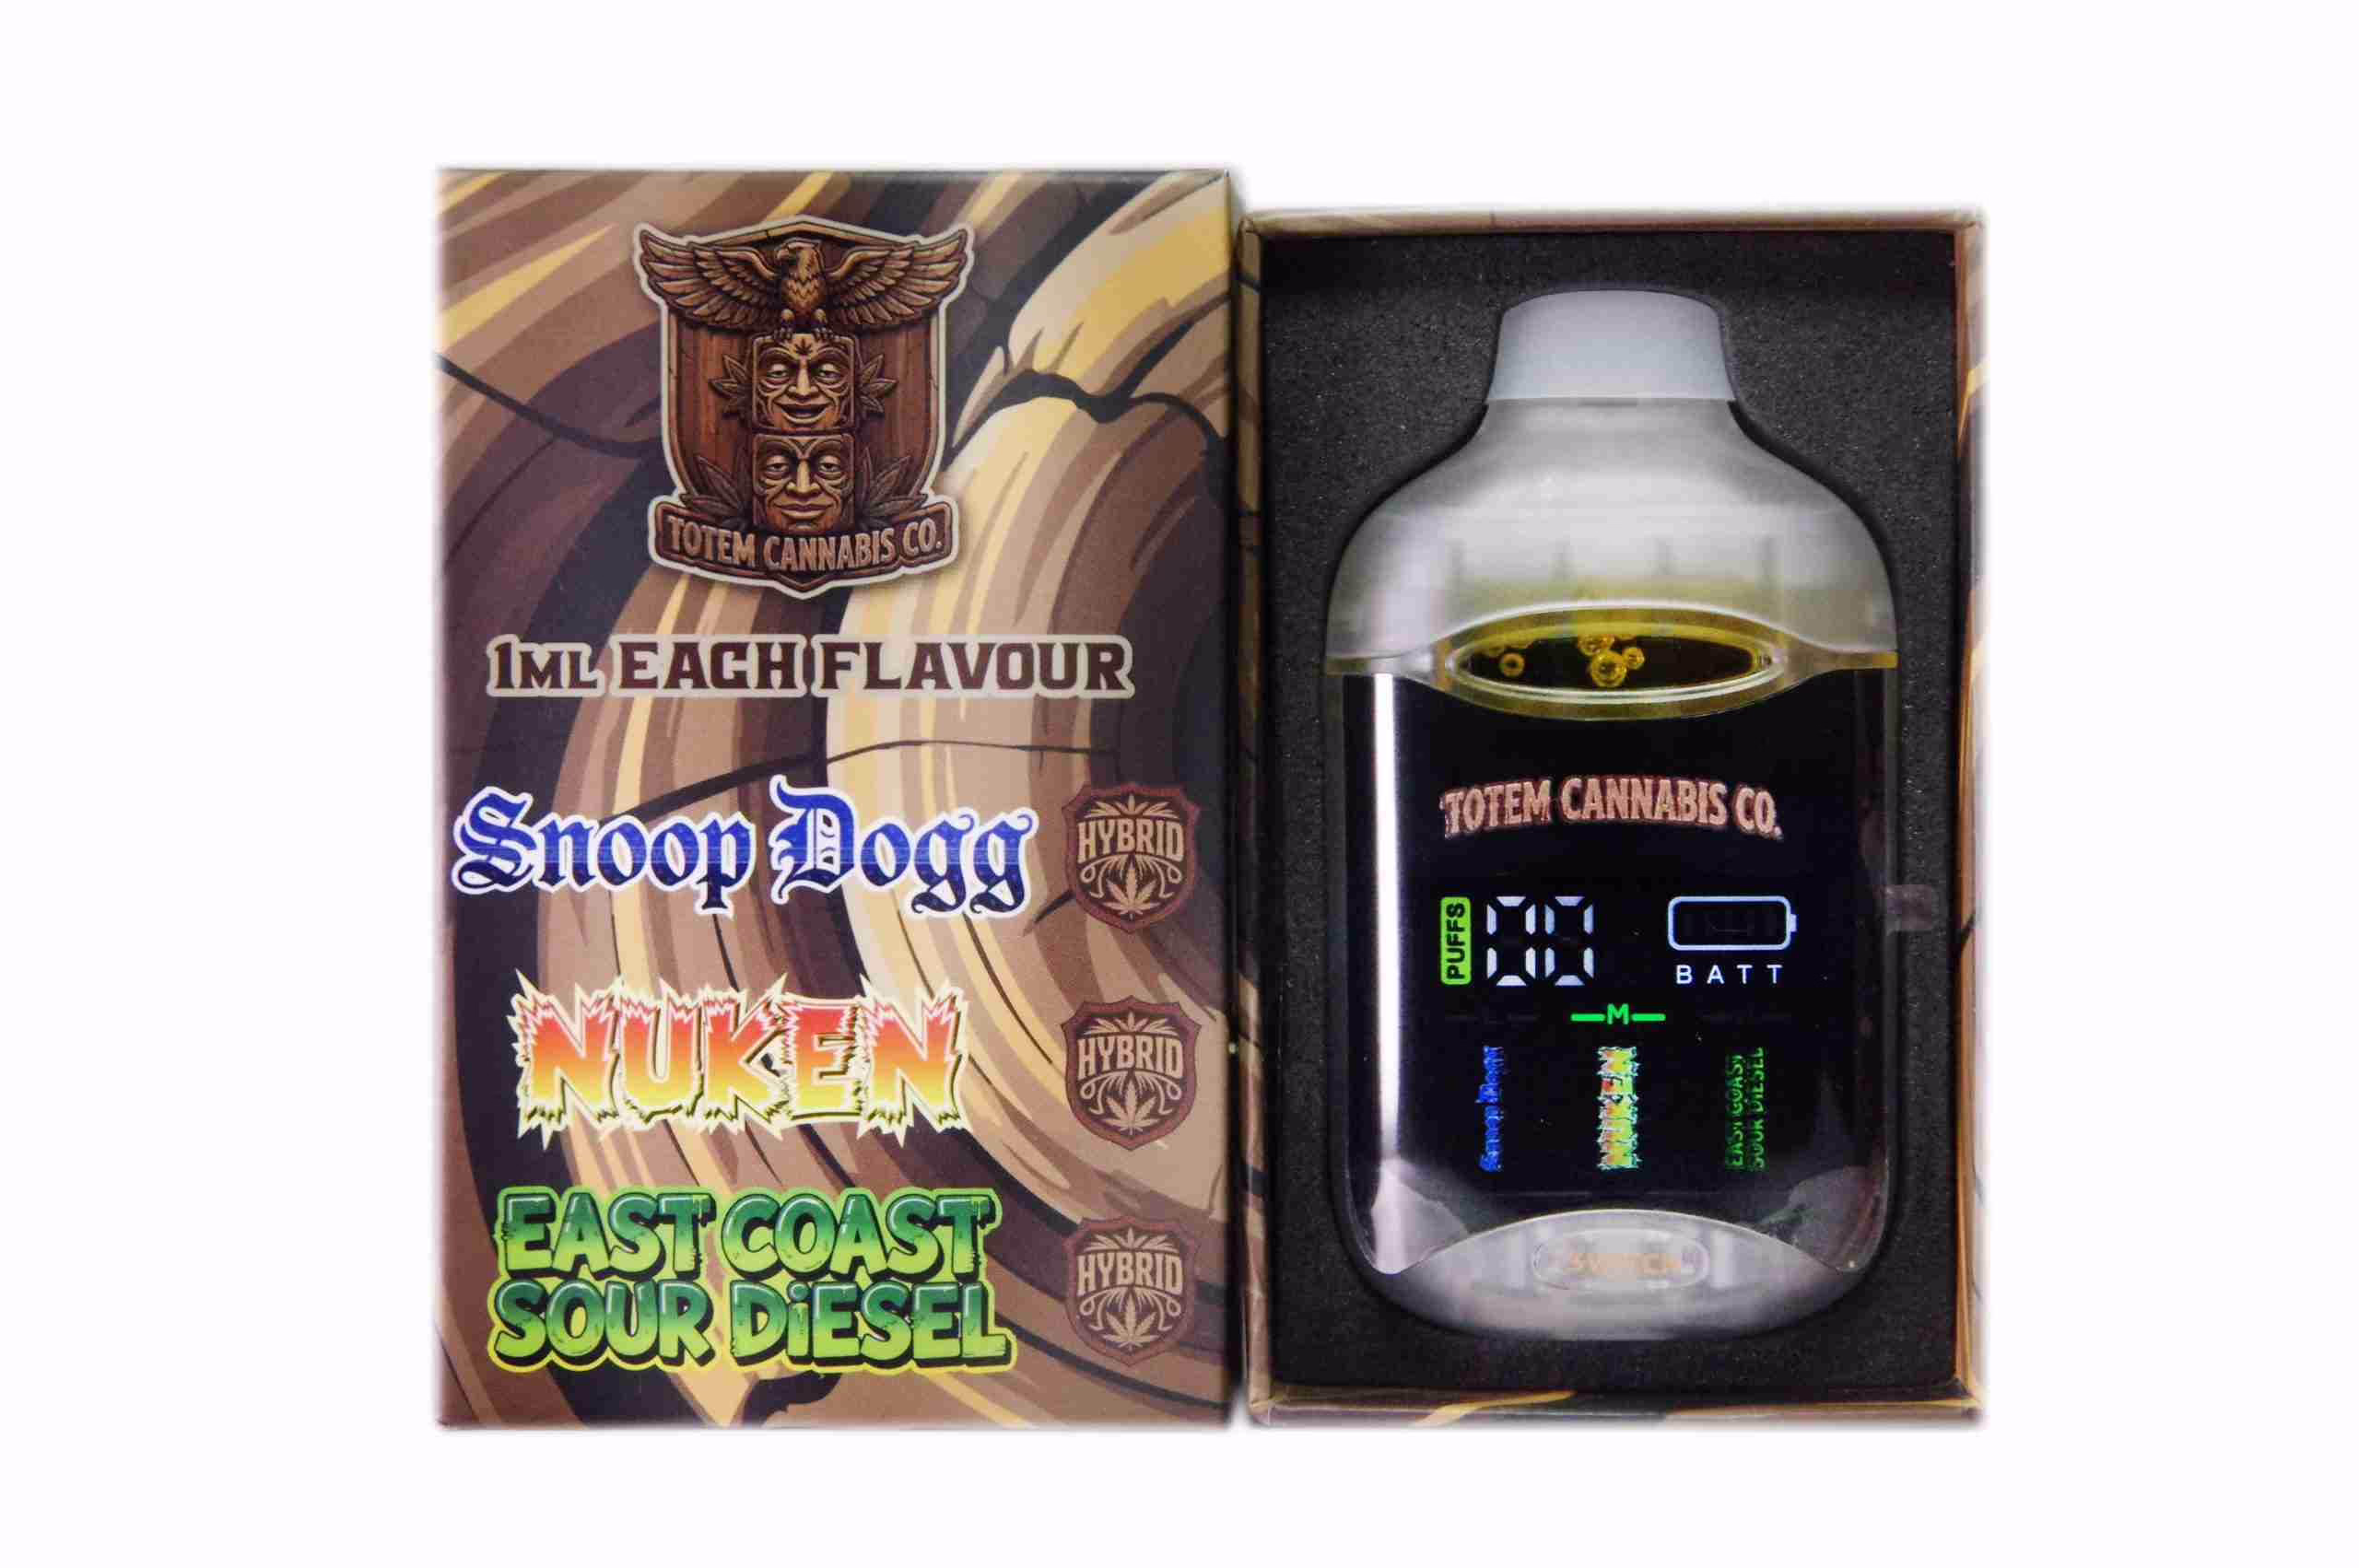 TOTEM CANNABIS CO.
1ML EACH FLAVOUR
Snoop Dogg
HYBRID
NUKEN
HYBRID
EAST COAST
SOUR DiESEL
HYBRID
TOTEM CANNABIS CO.
PUFFS
00
BATT
M
Snoop Dogg
NUKEN
EAST COAST
SOUR DiESEL
SWITCH